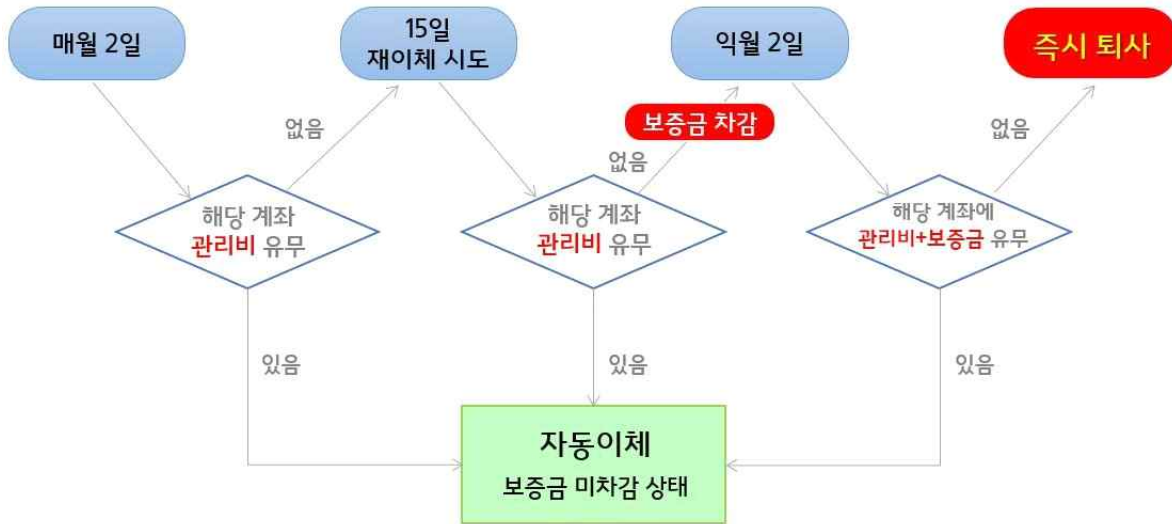 매월 2일
15일
재이체 시도
익월 2일
즉시 퇴사
없음
보증금 차감
없음
없음
해당 계좌
관리비 유무
해당 계좌
관리비 유무
해당 계좌에
관리비+보증금 유무
있음
있음
있음
자동이체
보증금 미차감 상태